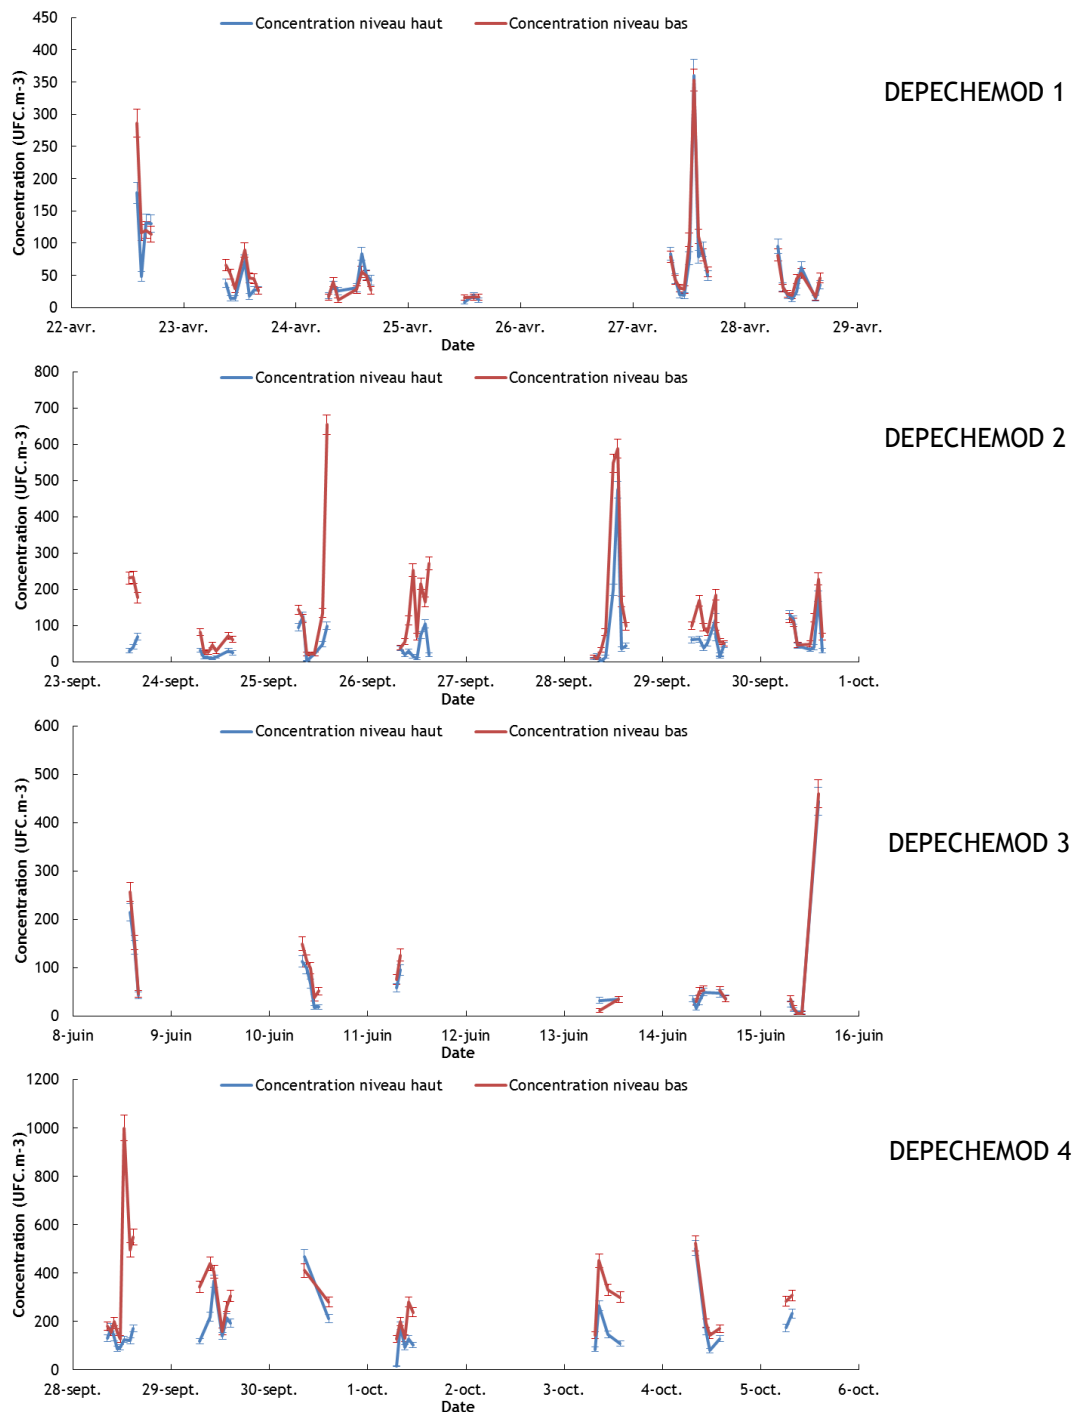 Concentration niveau haut
Concentration niveau bas
DEPECHEMOD 1
Concentration (UFC.m-3)
450
400
350
300
250
200
150
100
50
0
22-avr. 23-avr. 24-avr. 25-avr. 26-avr. 27-avr. 28-avr. 29-avr.
Date
Concentration niveau haut
Concentration niveau bas
DEPECHEMOD 2
Concentration (UFC.m-3)
800
700
600
500
400
300
200
100
0
23-sept. 24-sept. 25-sept. 26-sept. 27-sept. 28-sept. 29-sept. 30-sept. 1-oct.
Date
Concentration niveau haut
Concentration niveau bas
DEPECHEMOD 3
Concentration (UFC.m-3)
600
500
400
300
200
100
0
8-juin 9-juin 10-juin 11-juin 12-juin 13-juin 14-juin 15-juin 16-juin
Date
Concentration niveau haut
Concentration niveau bas
DEPECHEMOD 4
Concentration (UFC.m-3)
1200
1000
800
600
400
200
0
28-sept. 29-sept. 30-sept. 1-oct. 2-oct. 3-oct. 4-oct. 5-oct. 6-oct.
Date